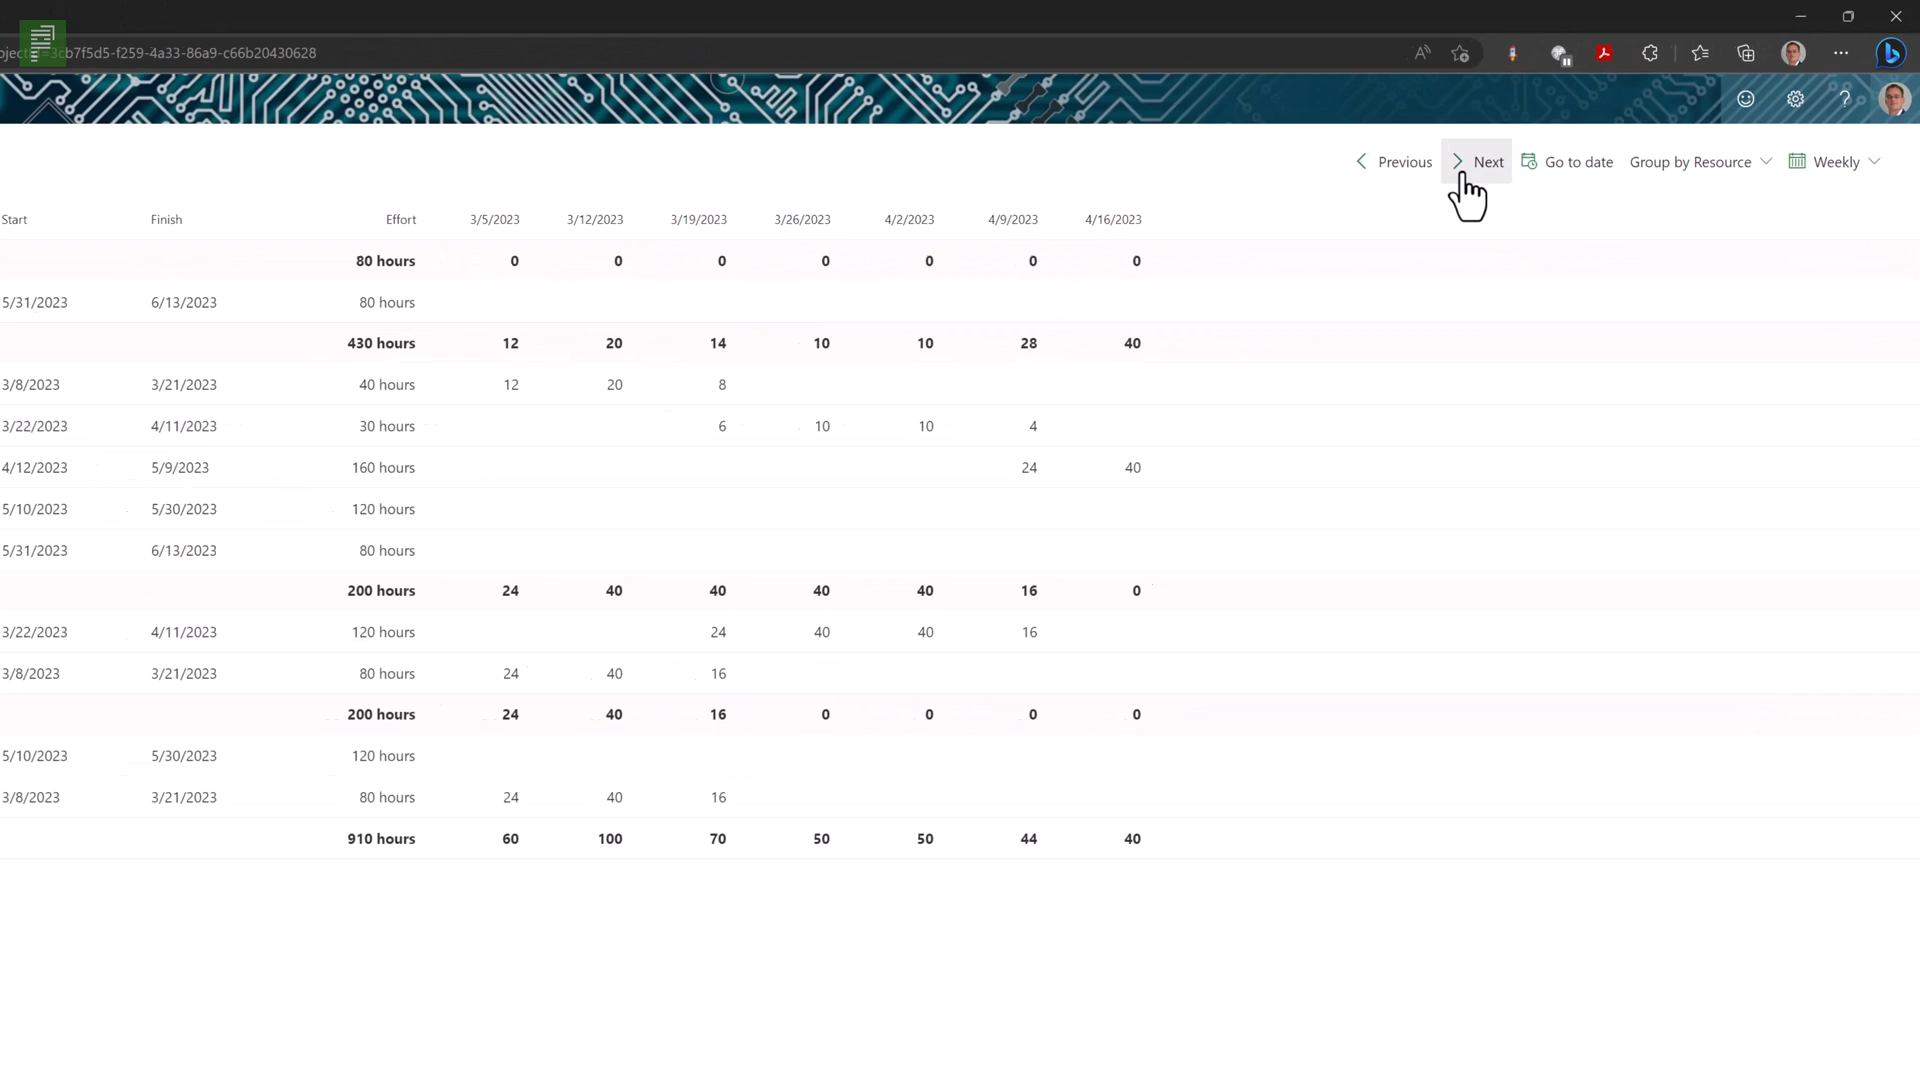 bject
=3cb7f5d5-f259-4a33-86a9-c66b20430628
Previous Next Go to date Group by Resource Weekly
Start Finish Effort 3/5/2023 3/12/2023 3/19/2023 3/26/2023 4/2/2023 4/9/2023 4/16/2023
80 hours 0 0 0 0 0 0 0
5/31/2023 6/13/2023 80 hours
430 hours 12 20 14 10 10 28 40
3/8/2023 3/21/2023 40 hours 12 20 8
3/22/2023 4/11/2023 30 hours 6 10 10 4
4/12/2023 5/9/2023 160 hours 24 40
5/10/2023 5/30/2023 120 hours
5/31/2023 6/13/2023 80 hours
200 hours 24 40 40 40 40 16 0
3/22/2023 4/11/2023 120 hours 24 40 40 16
3/8/2023 3/21/2023 80 hours 24 40 16
200 hours 24 40 16 0 0 0 0
5/10/2023 5/30/2023 120 hours
3/8/2023 3/21/2023 80 hours 24 40 16
910 hours 60 100 70 50 50 44 40